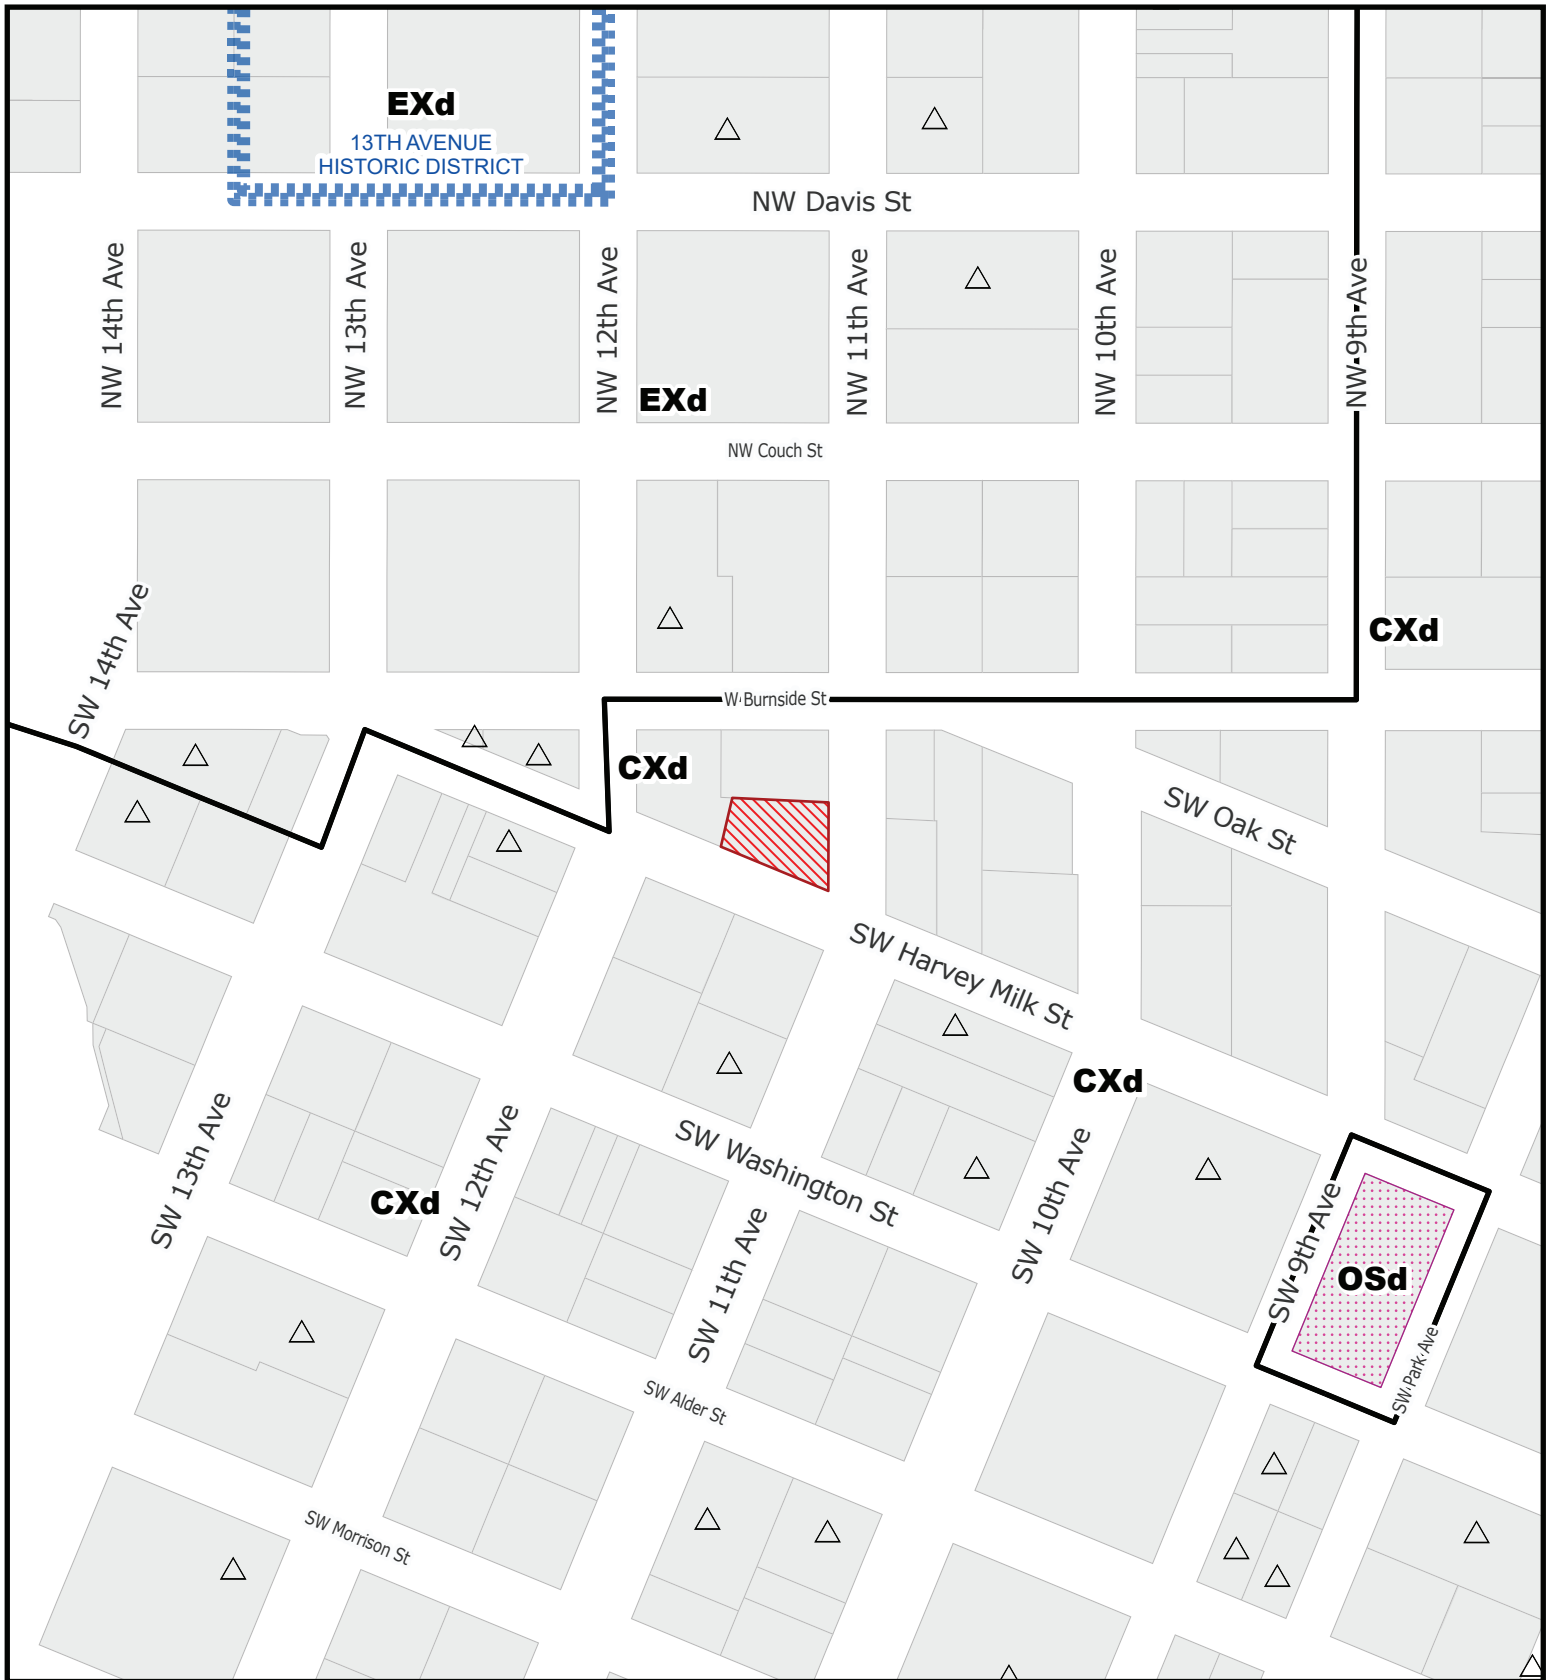 EXd
13TH AVENUE
HISTORIC DISTRICT
NW Davis St
NW 14th Ave
NW 13th Ave
NW 12th Ave
NW 11th Ave
NW 10th Ave
NW 9th Ave
EXd
NW Couch St
SW 14th Ave
CXd
W Burnside St
CXd
SW Oak St
SW Harvey Milk St
CXd
SW 13th Ave
SW 12th Ave
SW Washington St
CXd
SW 11th Ave
SW 10th Ave
SW 9th Ave
OSd
SW Park Ave
SW Alder St
SW Morrison St